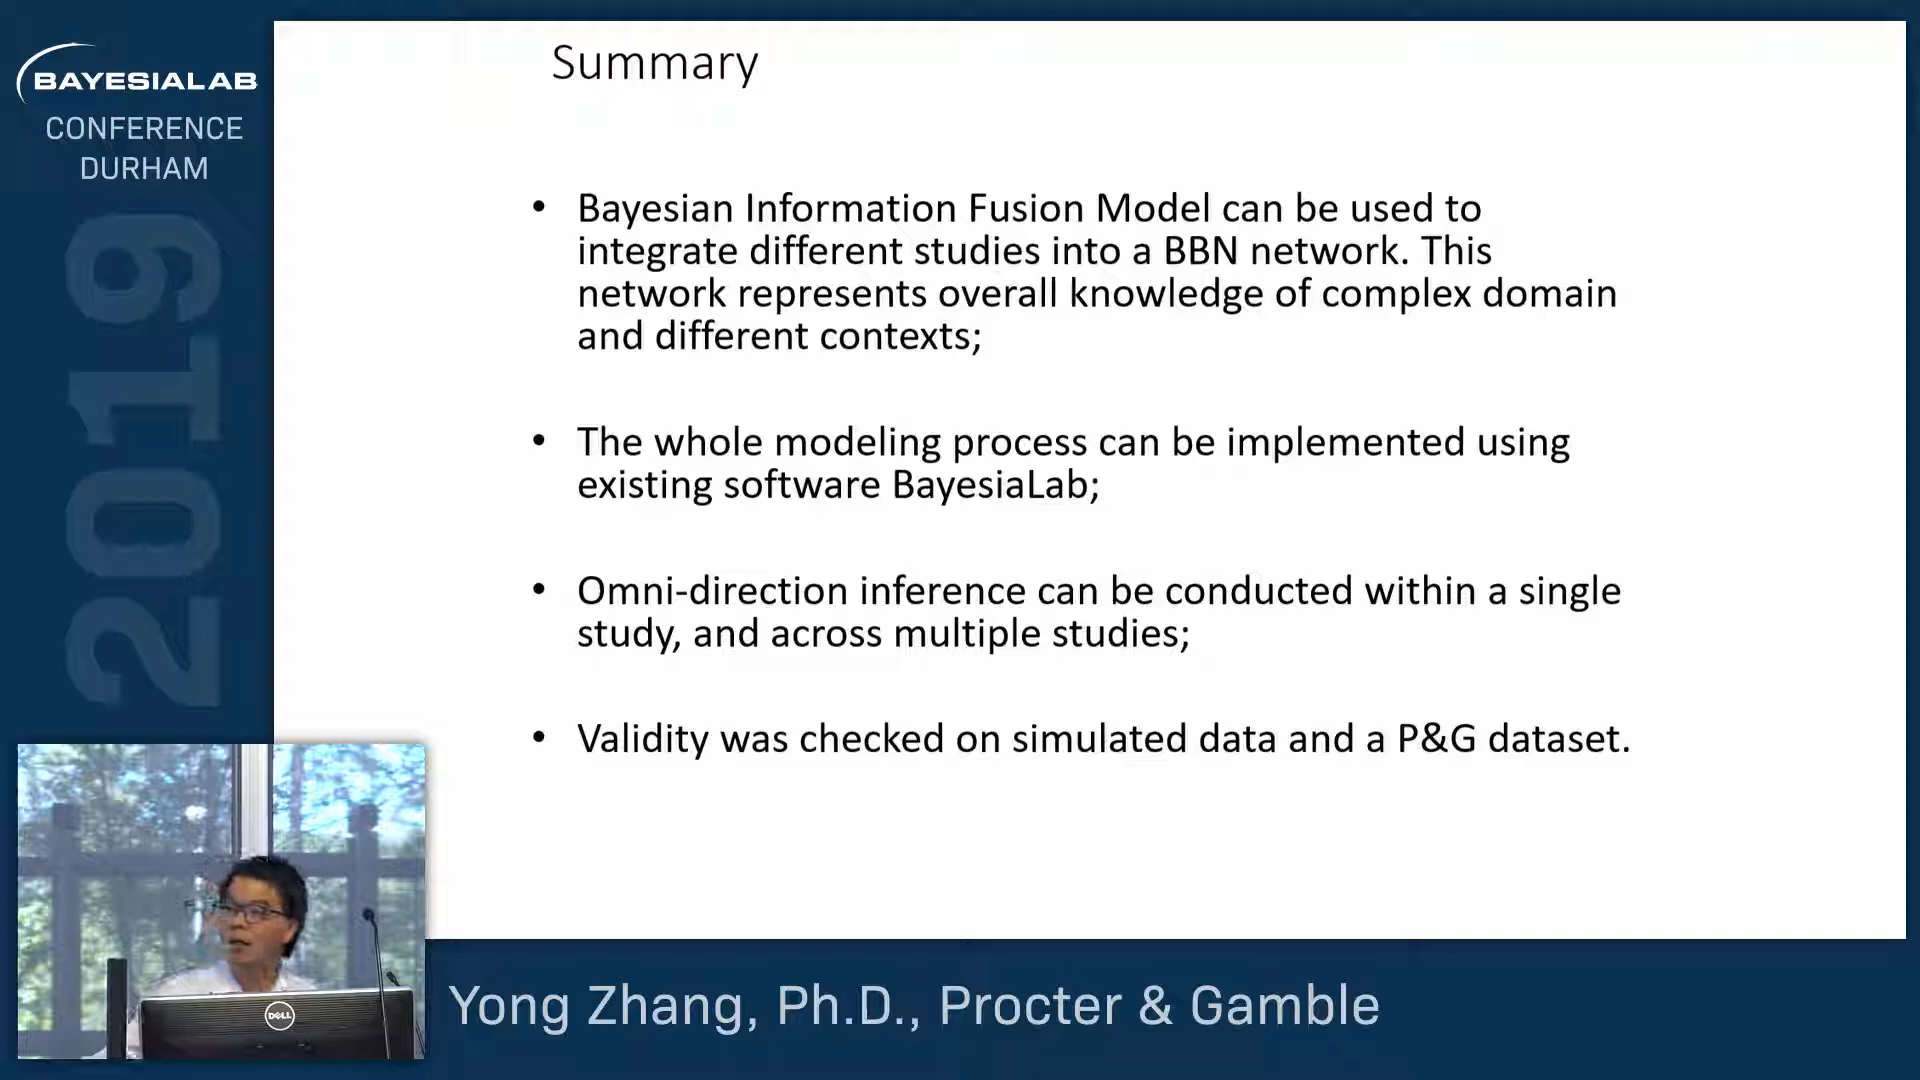 BAYESIALAB
CONFERENCE
DURHAM
2019
Summary
• Bayesian Information Fusion Model can be used to
integrate different studies into a BBN network. This
network represents overall knowledge of complex domain
and different contexts;
• The whole modeling process can be implemented using
existing software BayesiaLab;
• Omni-direction inference can be conducted within a single
study, and across multiple studies;
• Validity was checked on simulated data and a P&G dataset.
DELL
Yong Zhang, Ph.D., Procter & Gamble